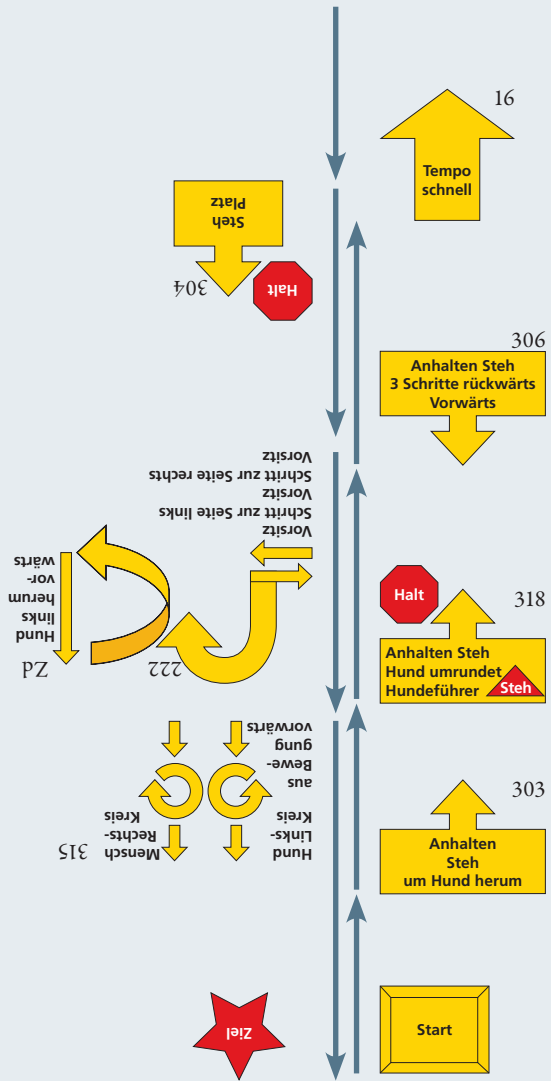 Start
303
Anhalten
Steh
um Hund herum
318
Halt
Anhalten Steh
Hund umrundet
Hundeführer
Steh
306
Anhalten Steh
3 Schritte rückwärts
Vorwärts
16
Tempo
schnell
Steh
Platz
304
Halt
Vorsitz
Schritt zur Seite links
Vorsitz
Schritt zur Seite rechts
Vorsitz
222
Zd
Hund
links
herum
vor-
wärts
315
Mensch
Rechts-
Kreis
Hund
Links-
Kreis
aus
Bewe-
gung
vorwärts
Ziel